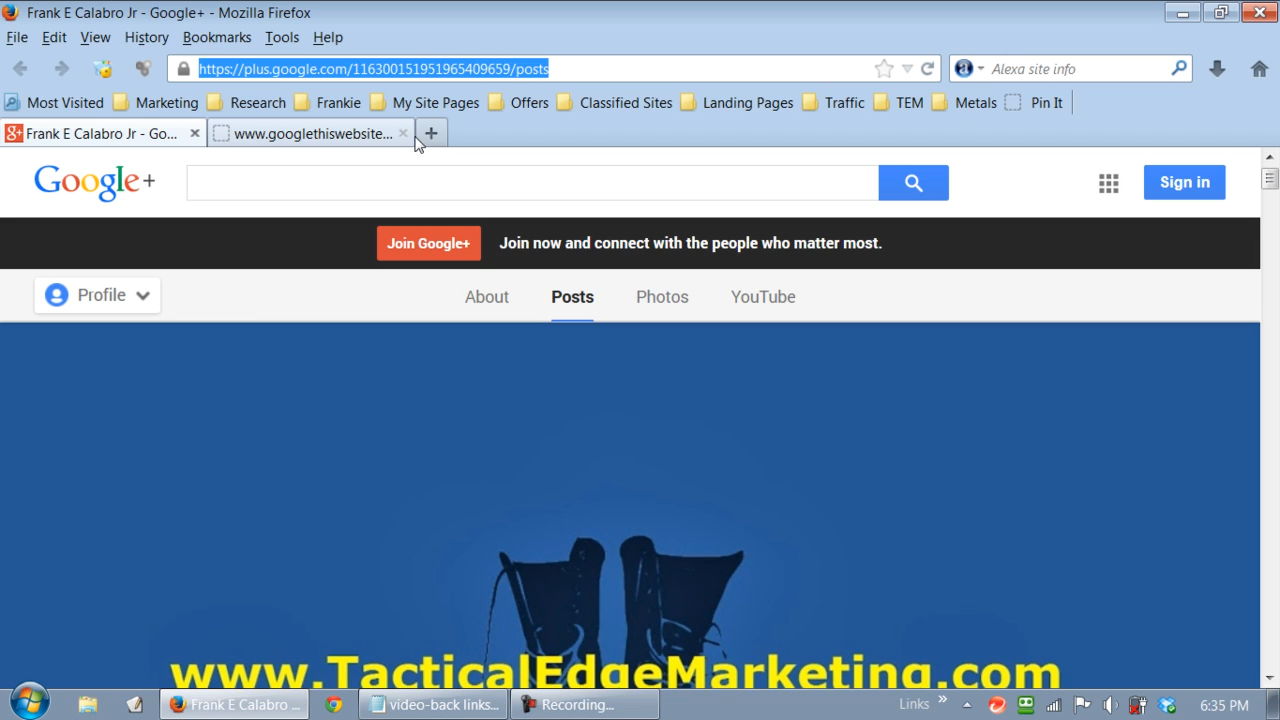 Frank E Calabro Jr - Google+ - Mozilla Firefox
File Edit View History Bookmarks Tools Help
https://plus.google.com/116300151951965409659/posts
Alexa site info
Most Visited Marketing Research Frankie My Site Pages Offers Classified Sites Landing Pages Traffic TEM Metals Pin It
Frank E Calabro Jr - Go... www.googlethiswebsite...
Google+
Sign in
Join Google+ Join now and connect with the people who matter most.
Profile About Posts Photos YouTube
www.TacticalEdgeMarketing.com
Frank E Calabro ... video-back links... Recording... Links » 6:35 PM